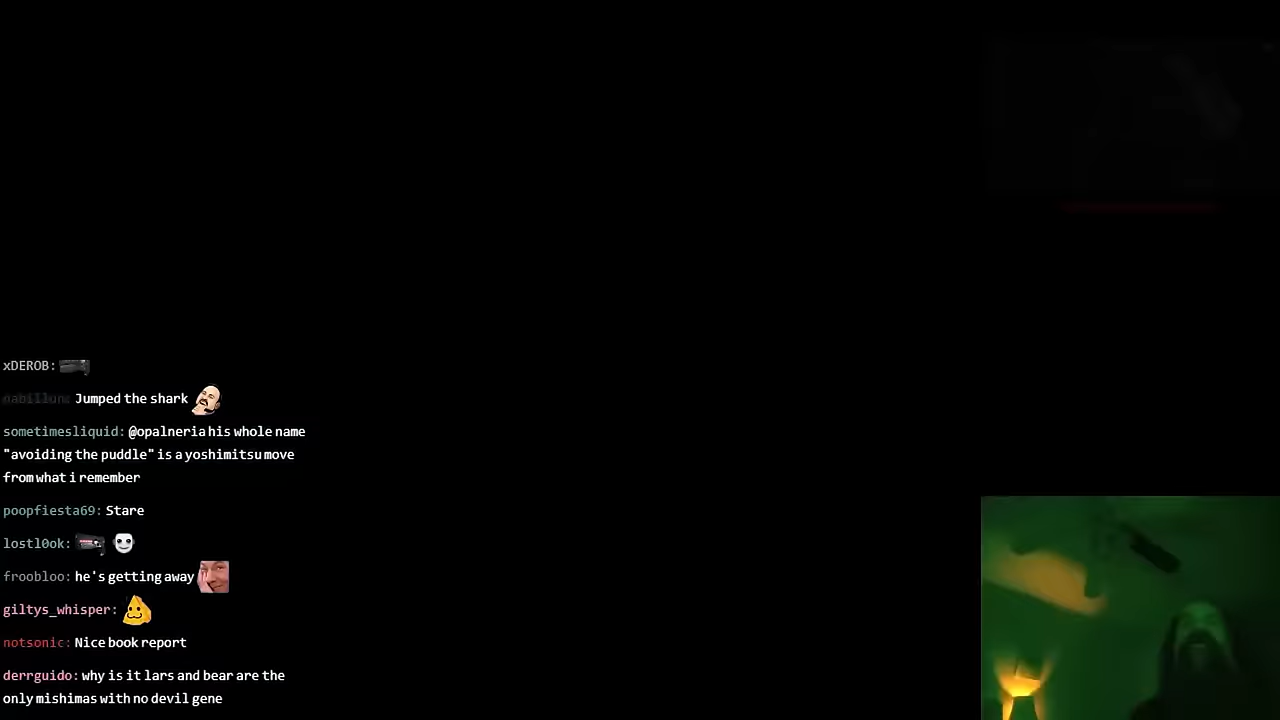 xDEROB:
nabillun: Jumped the shark
sometimesliquid: @opalneria his whole name
"avoiding the puddle" is a yoshimitsu move
from what i remember
poopfiesta69: Stare
lostl0ok:
froobloo: he's getting away
giltys_whisper:
notsonic: Nice book report
derrguido: why is it lars and bear are the
only mishimas with no devil gene